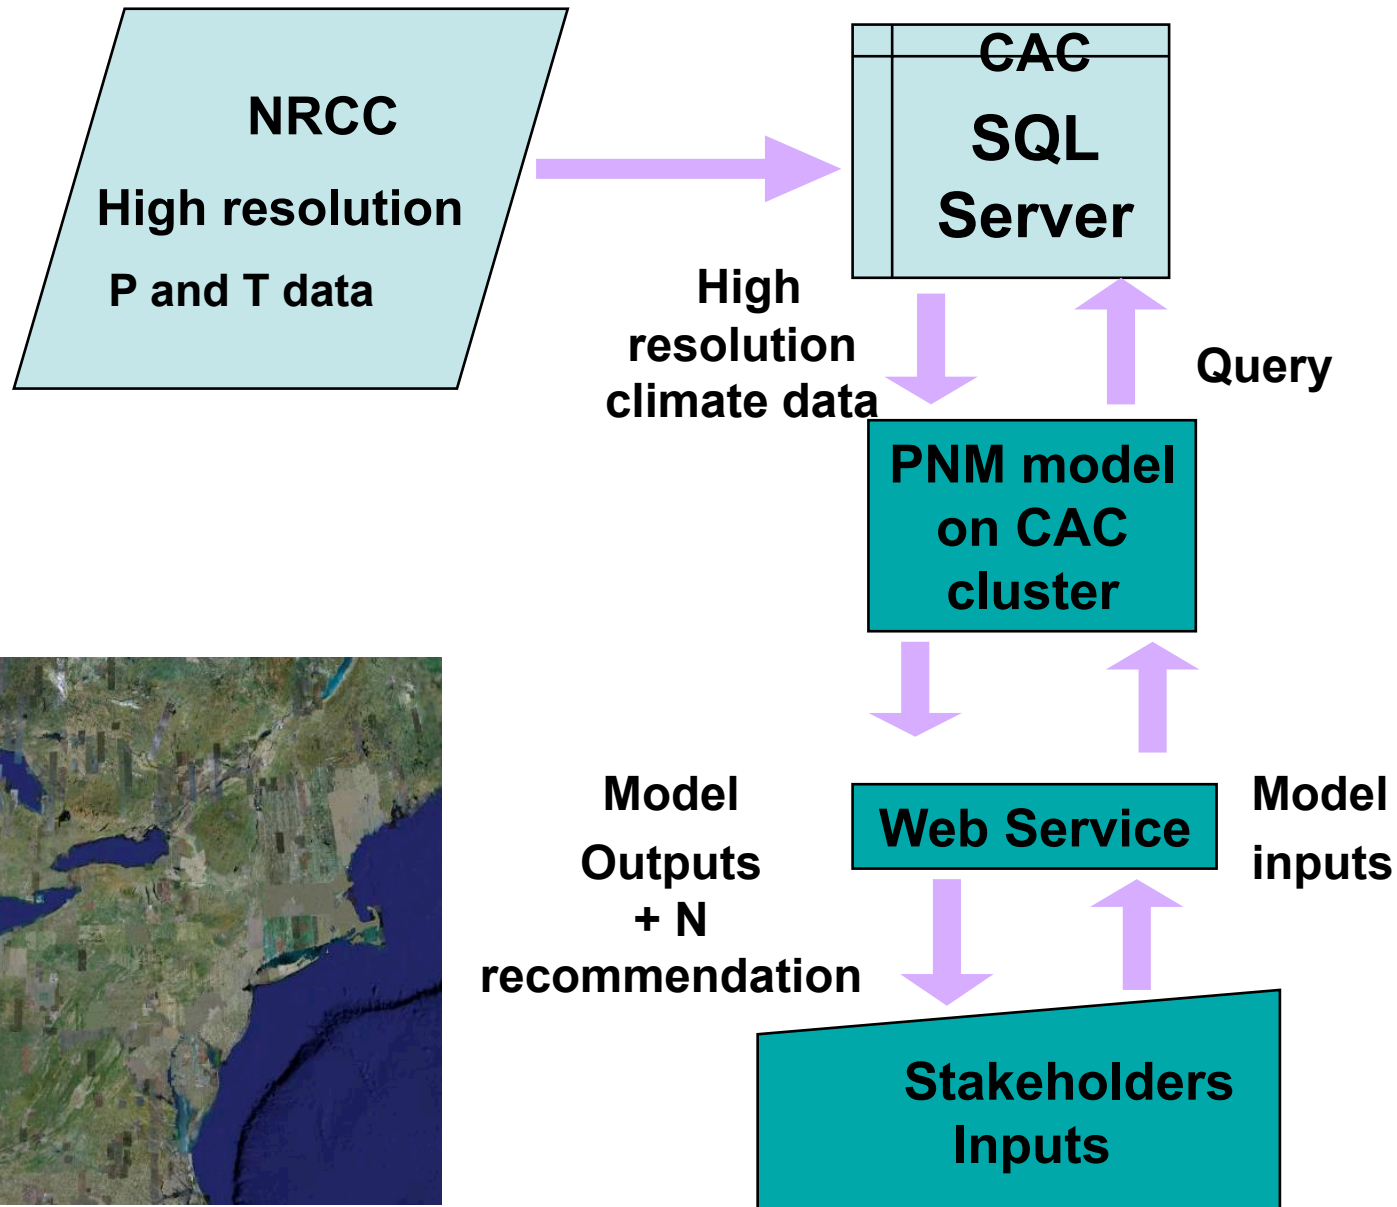 NRCC
High resolution
P and T data
CAC
SQL
Server
High
resolution
climate data
Query
PNM model
on CAC
cluster
Model
Outputs
+ N
recommendation
Web Service
Model
inputs
Stakeholders
Inputs